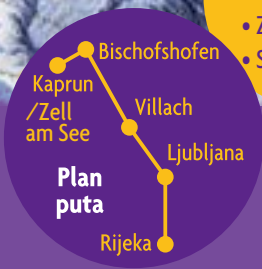 • Z
• S
Bischofshofen
Kaprun
/Zell
am See
Villach
Ljubljana
Plan
puta
Rijeka